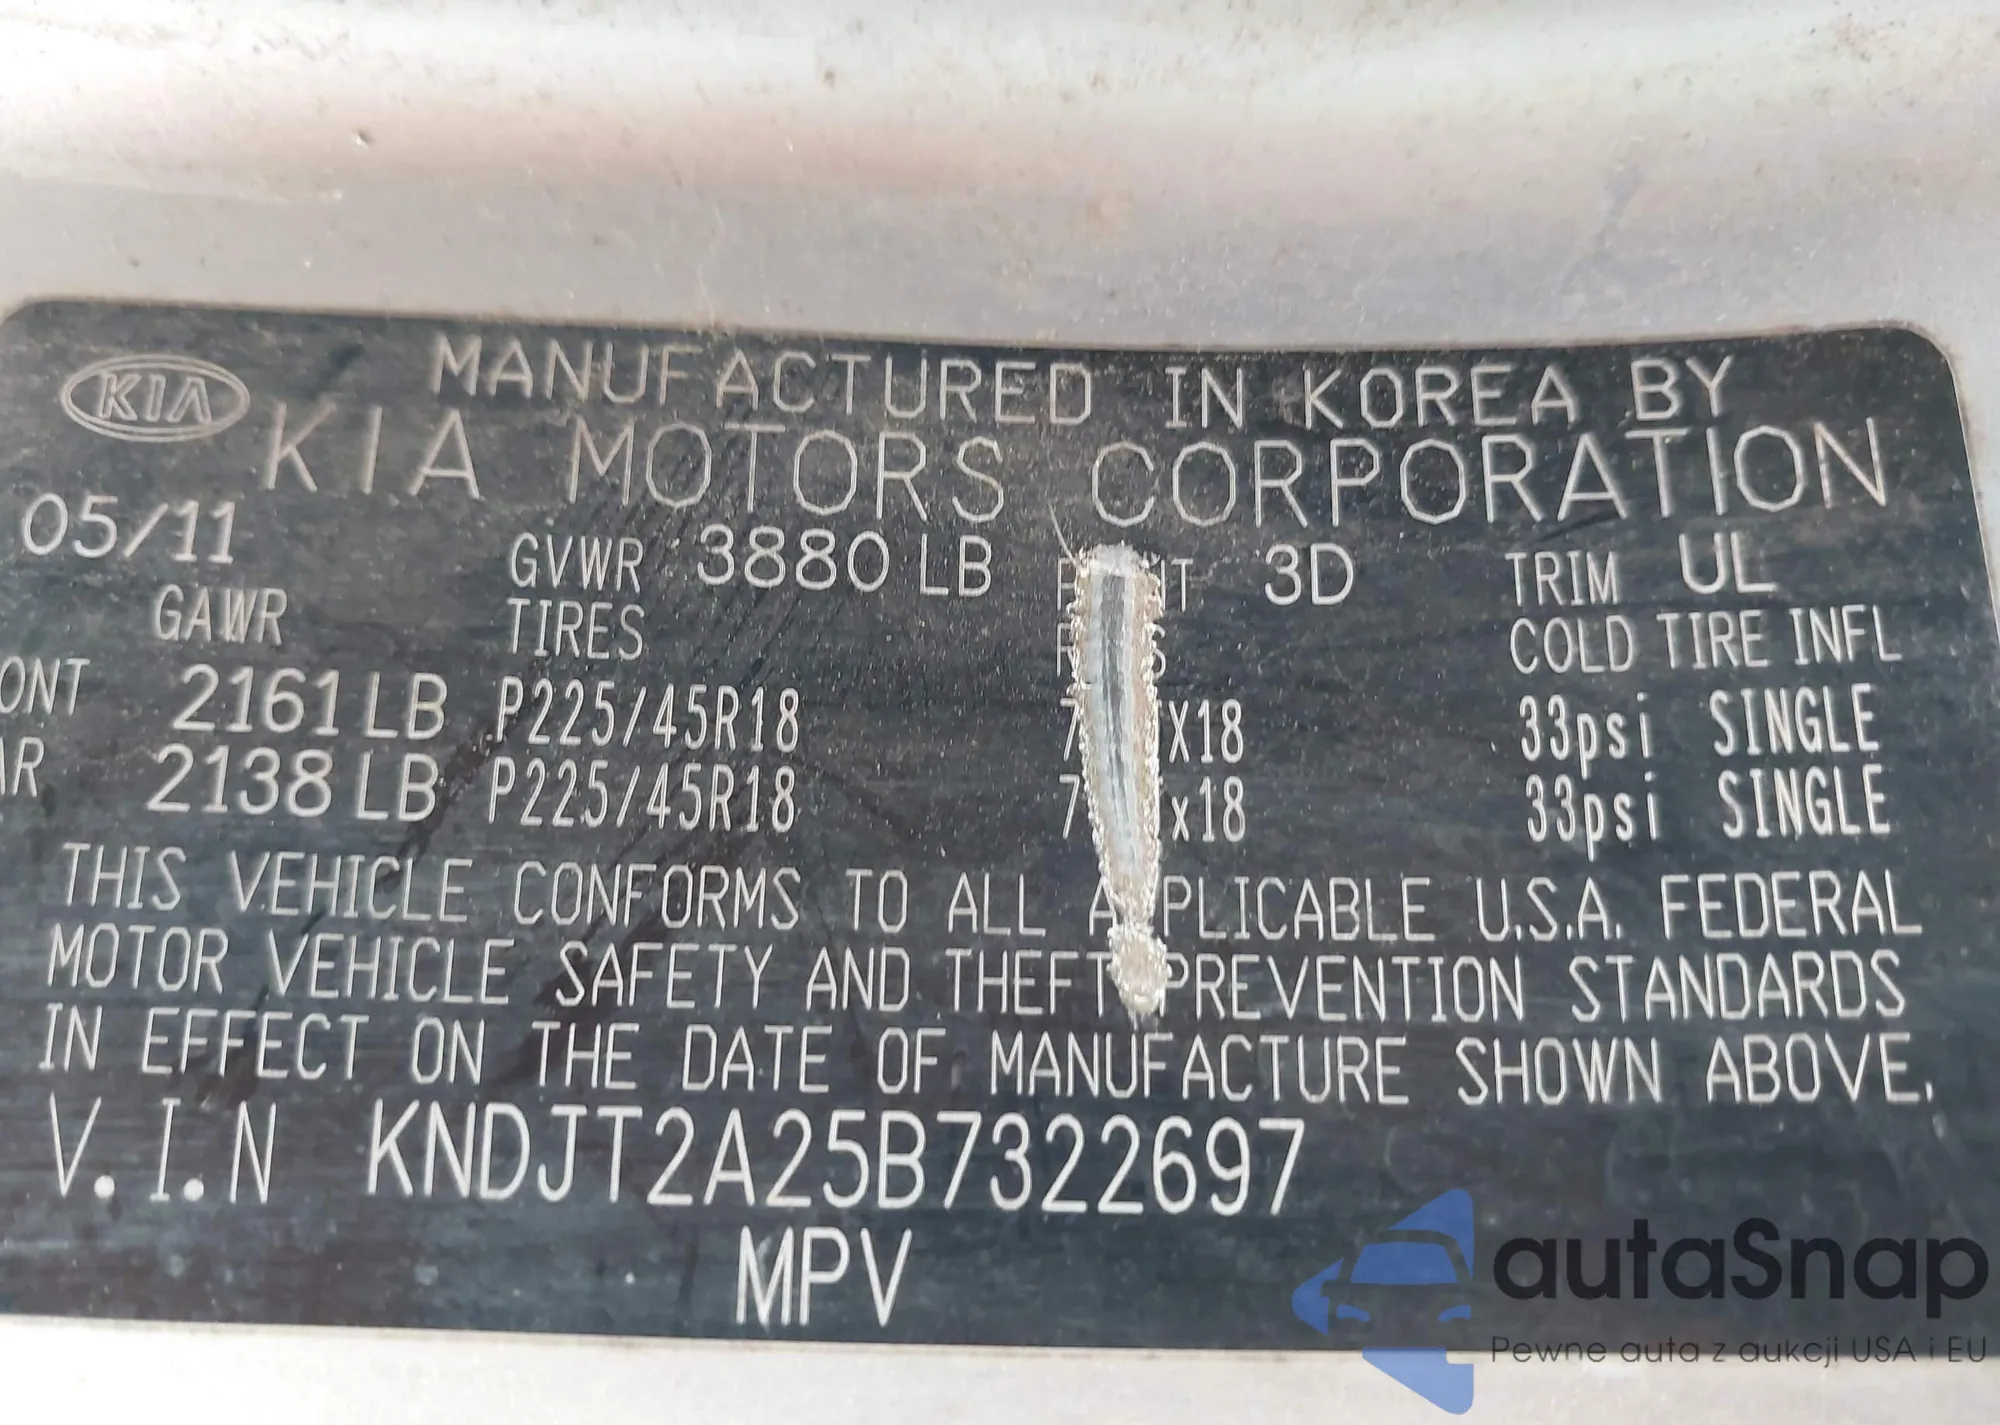 KIA
MANUFACTURED IN KOREA BY
KIA MOTORS CORPORATION
05/11 GVWR 3880 LB 3D TRIM UL
GAWR TIRES COLD TIRE INFL
ONT 2161 LB P225/45R18 X18 33psi SINGLE
AR 2138 LB P225/45R18 x18 33psi SINGLE
THIS VEHICLE CONFORMS TO ALL A PLICABLE U.S.A. FEDERAL
MOTOR VEHICLE SAFETY AND THEFT PREVENTION STANDARDS
IN EFFECT ON THE DATE OF MANUFACTURE SHOWN ABOVE.
V.I.N KNDJT2A25B7322697
MPV
autaSnap
Pewne auta z aukcji USA i EU